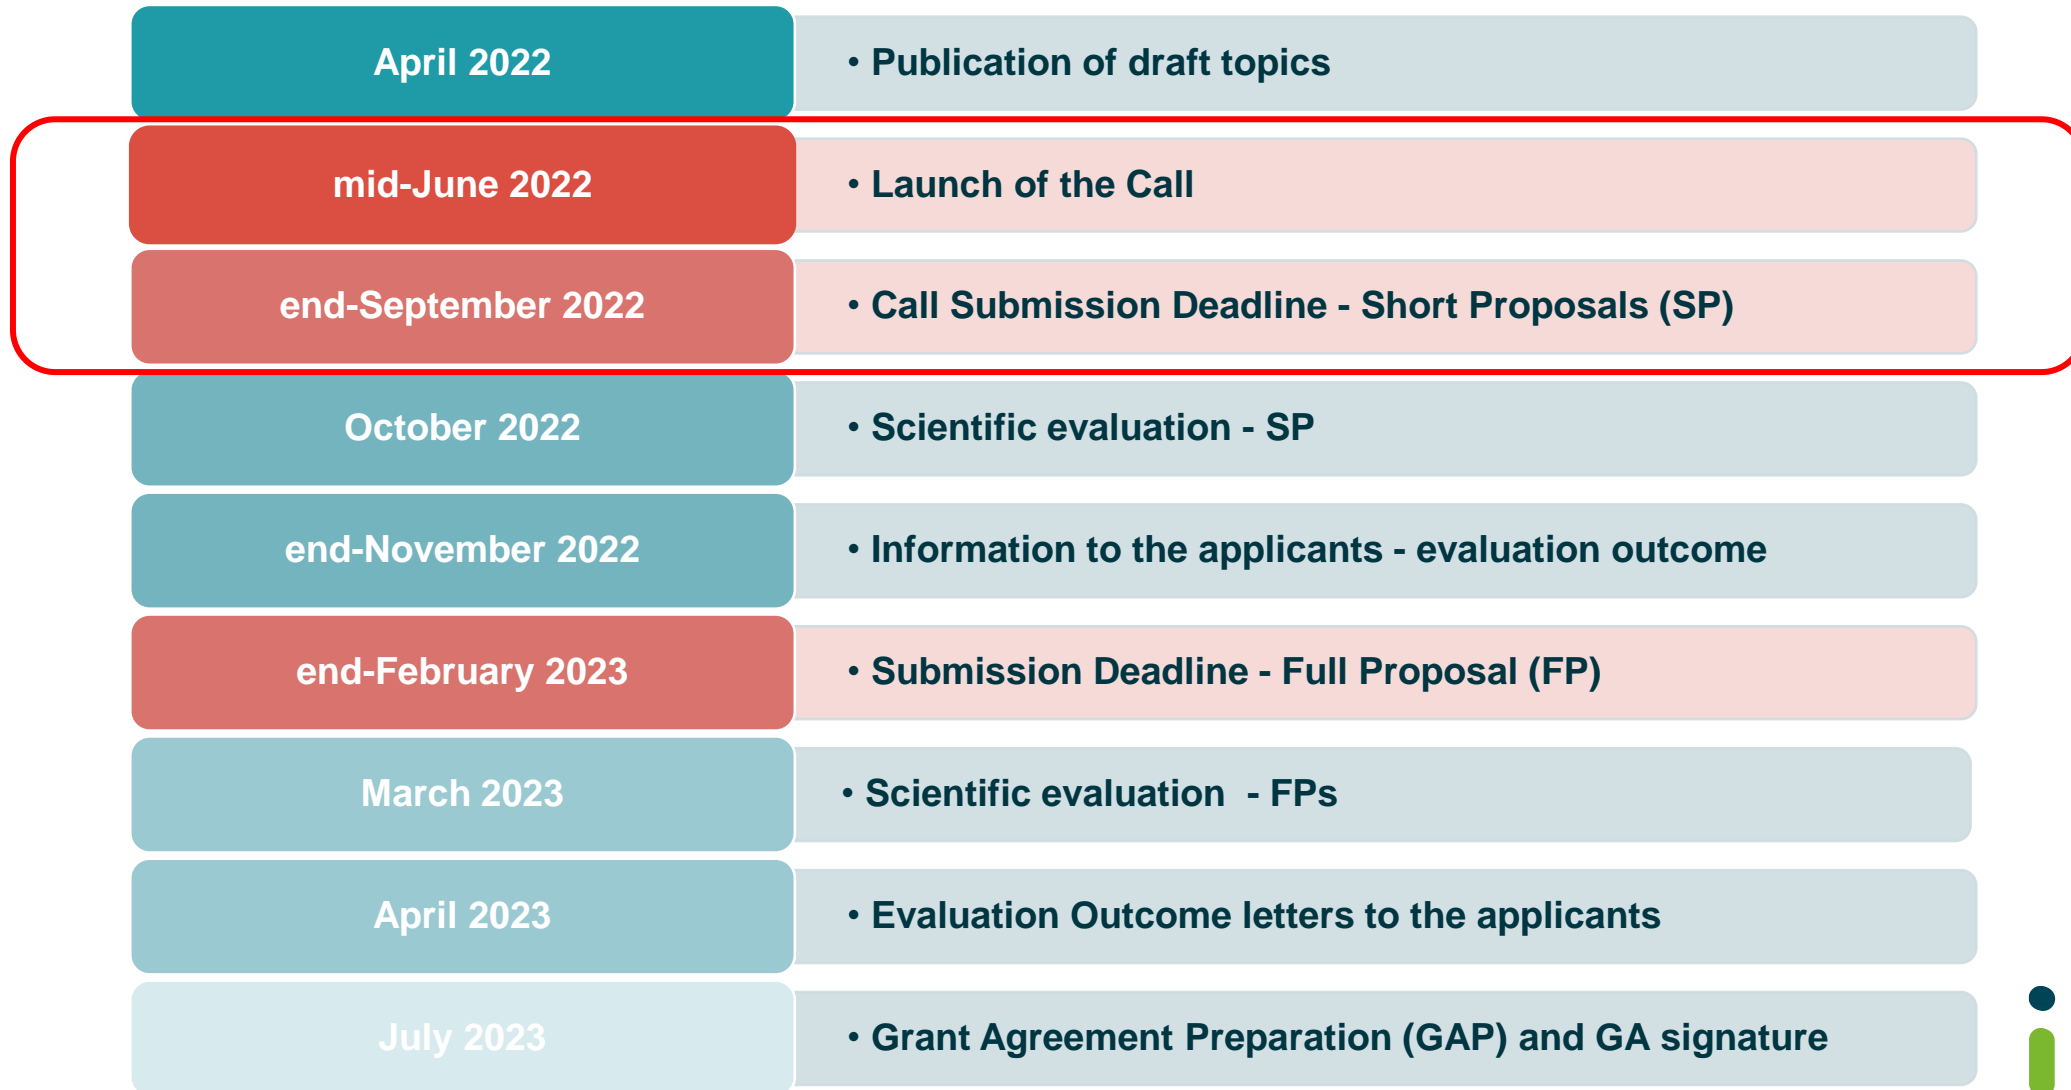 April 2022
• Publication of draft topics
mid-June 2022
• Launch of the Call
end-September 2022
• Call Submission Deadline - Short Proposals (SP)
October 2022
• Scientific evaluation - SP
end-November 2022
• Information to the applicants - evaluation outcome
end-February 2023
• Submission Deadline - Full Proposal (FP)
March 2023
• Scientific evaluation  - FPs
April 2023
• Evaluation Outcome letters to the applicants
July 2023
• Grant Agreement Preparation (GAP) and GA signature